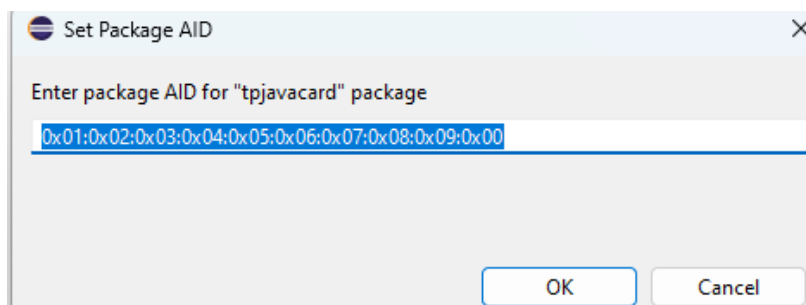 Set Package AID
Enter package AID for "tpjavacard" package
0x01:0x02:0x03:0x04:0x05:0x06:0x07:0x08:0x09:0x00
OK Cancel